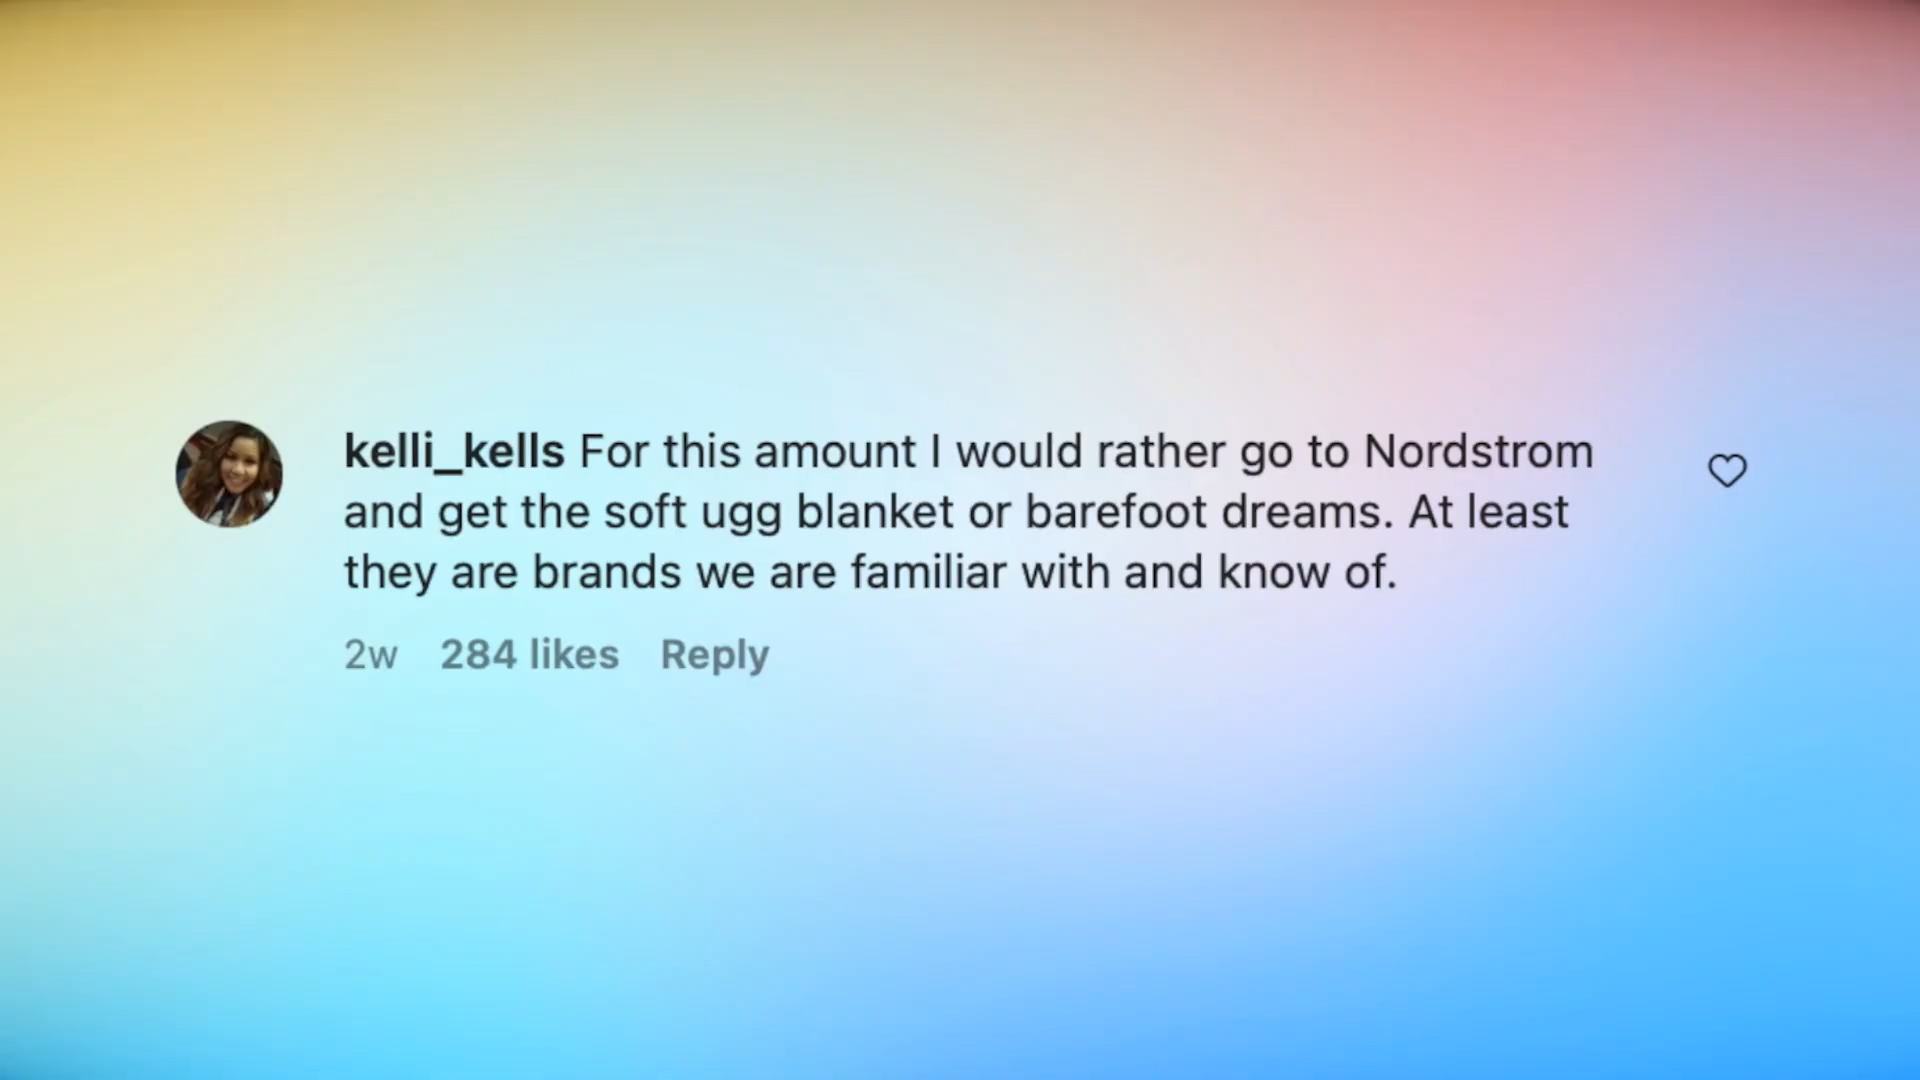 kelli_kells For this amount I would rather go to Nordstrom
and get the soft ugg blanket or barefoot dreams. At least
they are brands we are familiar with and know of.
2w 284 likes Reply